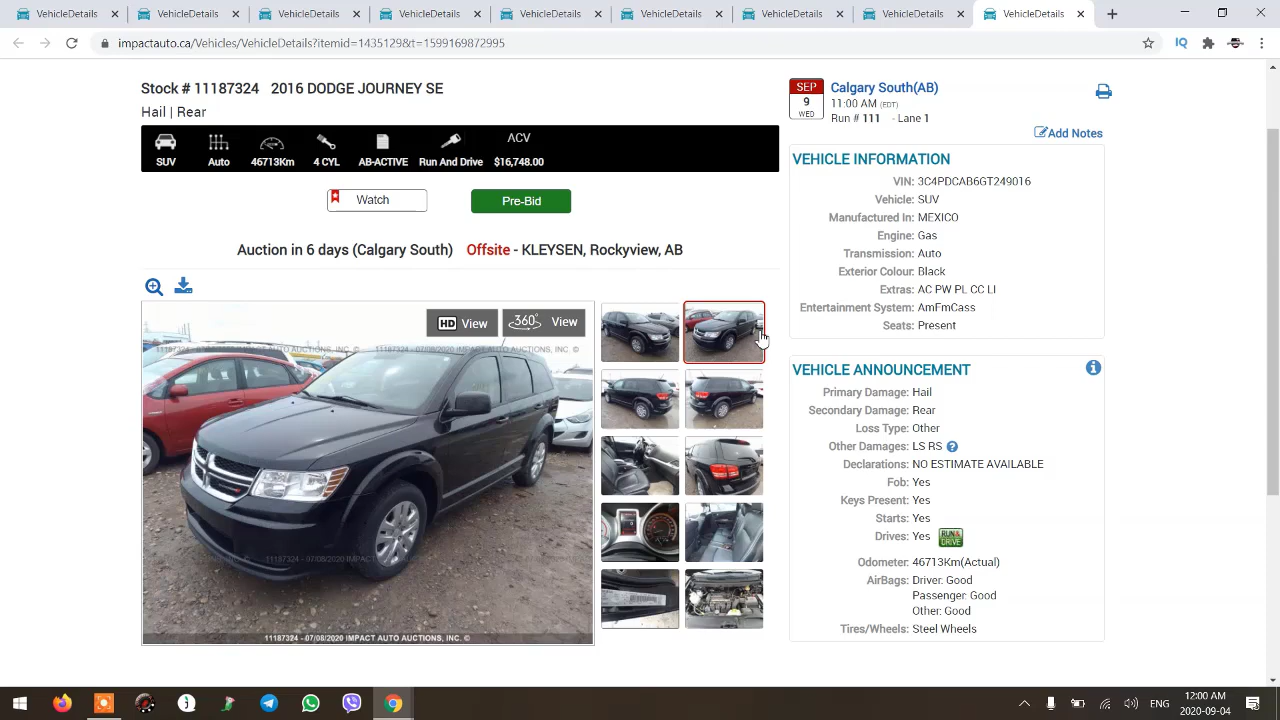 VehicleDetails
VehicleDetails
VehicleDetails
VehicleDetails
VehicleDetails
VehicleDetails
VehicleDetails
VehicleDetails
VehicleDetails
impactauto.ca/Vehicles/VehicleDetails?itemid=1435129&t=1599169872995
IQ
Stock # 11187324 2016 DODGE JOURNEY SE
Hail | Rear
SUV
Auto
46713Km
4 CYL
AB-ACTIVE
Run And Drive
ACV
$16,748.00
Watch
Pre-Bid
Auction in 6 days (Calgary South) Offsite - KLEYSEN, Rockyview, AB
HD View
360° View
11187324 - 07/08/2020 IMPACT AUTO AUCTIONS, INC. ©
SEP
9
WED
Calgary South(AB)
11:00 AM (EDT)
Run # 111 - Lane 1
Add Notes
VEHICLE INFORMATION
VIN: 3C4PDCAB6GT249016
Vehicle: SUV
Manufactured In: MEXICO
Engine: Gas
Transmission: Auto
Exterior Colour: Black
Extras: AC PW PL CC LI
Entertainment System: AmFmCass
Seats: Present
VEHICLE ANNOUNCEMENT
Primary Damage: Hail
Secondary Damage: Rear
Loss Type: Other
Other Damages: LS RS ?
Declarations: NO ESTIMATE AVAILABLE
Fob: Yes
Keys Present: Yes
Starts: Yes
Drives: Yes RUN& DRIVE
Odometer: 46713Km(Actual)
AirBags: Driver: Good
Passenger: Good
Other: Good
Tires/Wheels: Steel Wheels
ENG
12:00 AM
2020-09-04